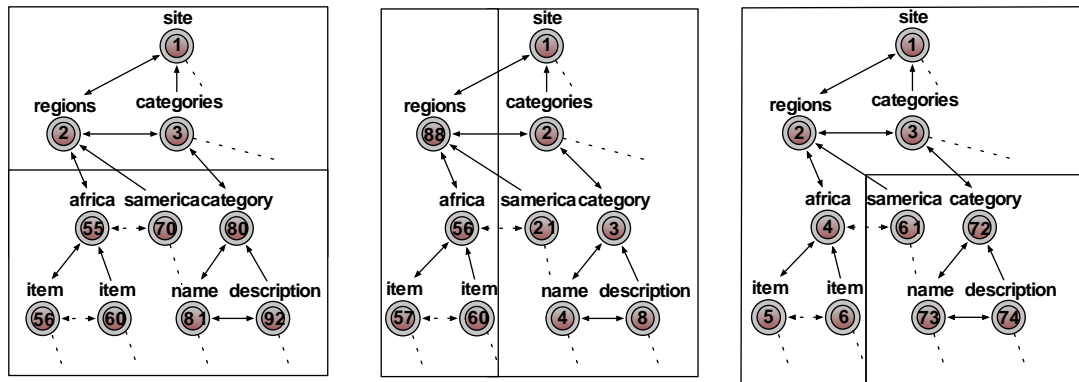 site
1
regions categories
2 3
africa samerica category
55 70 80
item item name description
56 60 81 92
site
1
regions categories
88 2
africa samerica category
56 21 3
item item name description
57 60 4 8
site
1
regions categories
2 3
africa samerica category
4 61 72
item item name description
5 6 73 74